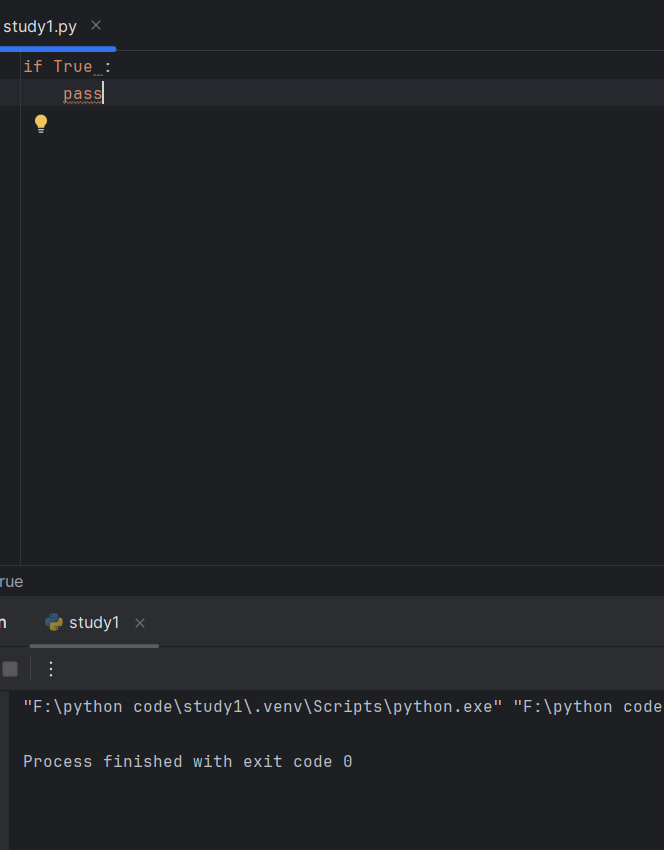 study1.py
if True :
    pass
rue
n
study1
"F:\python code\study1\.venv\Scripts\python.exe" "F:\python code
Process finished with exit code 0